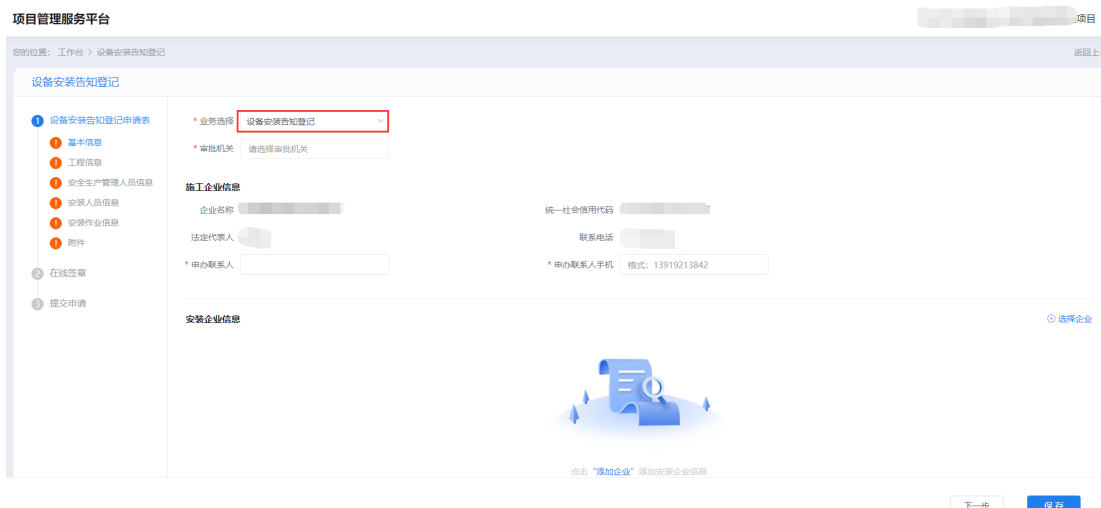 项目管理服务平台
项目
您的位置： 工作台 > 设备安装告知登记
返回上
设备安装告知登记
1 设备安装告知登记申请表
基本信息
工程信息
安全生产管理人员信息
安装人员信息
安装作业信息
附件
2 在线签章
3 提交申请
* 业务选择 设备安装告知登记
* 审批机关 请选择审批机关
施工企业信息
企业名称 统一社会信用代码
法定代表人 联系电话
* 申办联系人 * 申办联系人手机 格式：13919213842
安装企业信息 选择企业
点击 “添加企业” 添加安装企业信息
下一步 保存